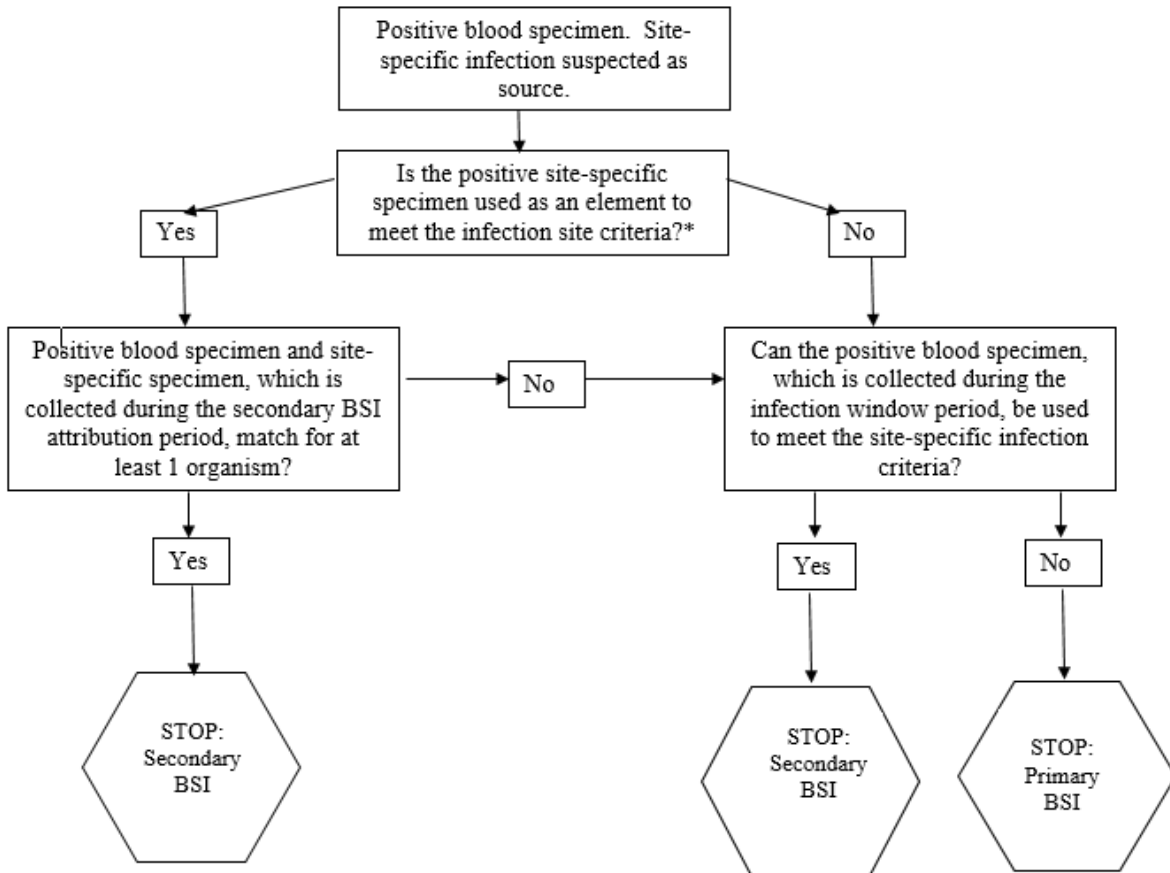 Positive blood specimen.  Site-
specific infection suspected as
source.
Is the positive site-specific
specimen used as an element to
meet the infection site criteria?*
Yes
No
Positive blood specimen and site-
specific specimen, which is
collected during the secondary BSI
attribution period, match for at
least 1 organism?
No
Can the positive blood specimen,
which is collected during the
infection window period, be used
to meet the site-specific infection
criteria?
Yes
Yes
No
STOP:
Secondary
BSI
STOP:
Secondary
BSI
STOP:
Primary
BSI